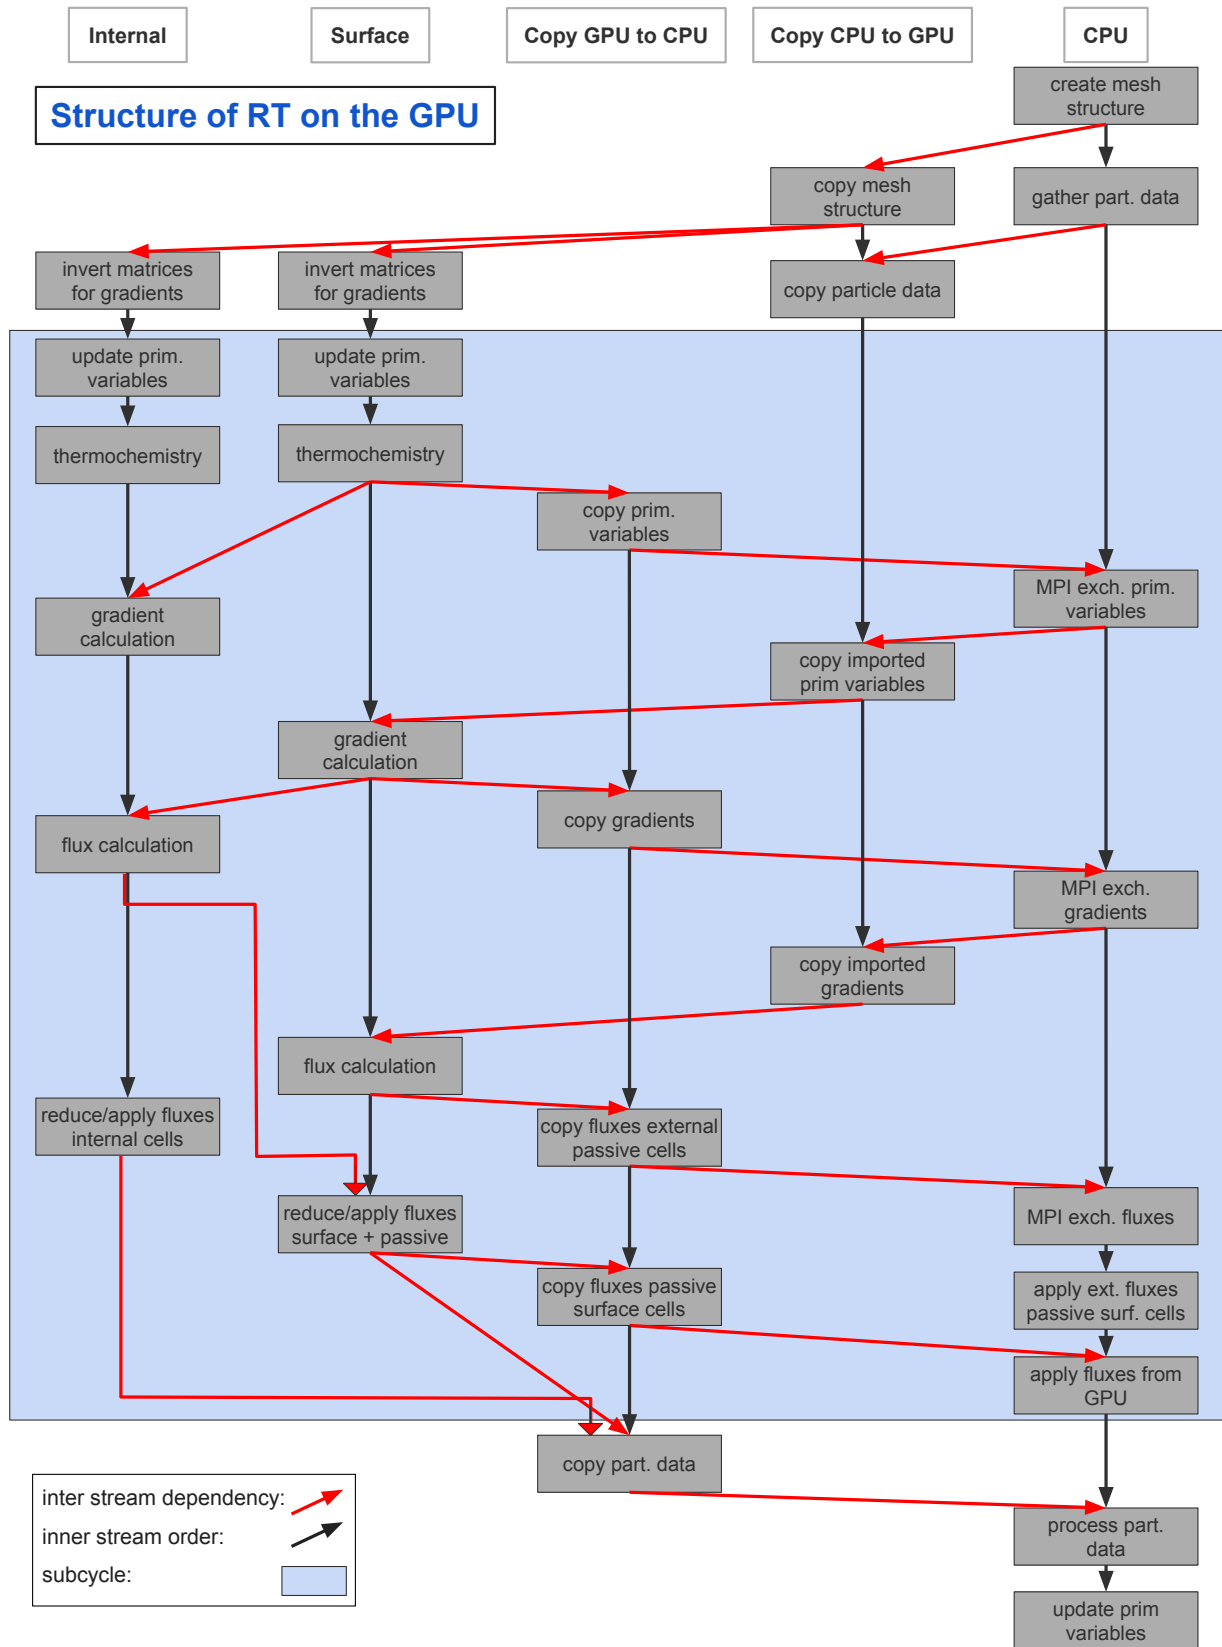 Internal
Surface
Copy GPU to CPU
Copy CPU to GPU
CPU
Structure of RT on the GPU
create mesh
structure
copy mesh
structure
gather part. data
invert matrices
for gradients
invert matrices
for gradients
copy particle data
update prim.
variables
update prim.
variables
thermochemistry
thermochemistry
copy prim.
variables
MPI exch. prim.
variables
gradient
calculation
copy imported
prim variables
gradient
calculation
copy gradients
flux calculation
MPI exch.
gradients
copy imported
gradients
flux calculation
reduce/apply fluxes
internal cells
copy fluxes external
passive cells
reduce/apply fluxes
surface + passive
MPI exch. fluxes
copy fluxes passive
surface cells
apply ext. fluxes
passive surf. cells
apply fluxes from
GPU
copy part. data
process part.
data
update prim
variables
inter stream dependency:
inner stream order:
subcycle: